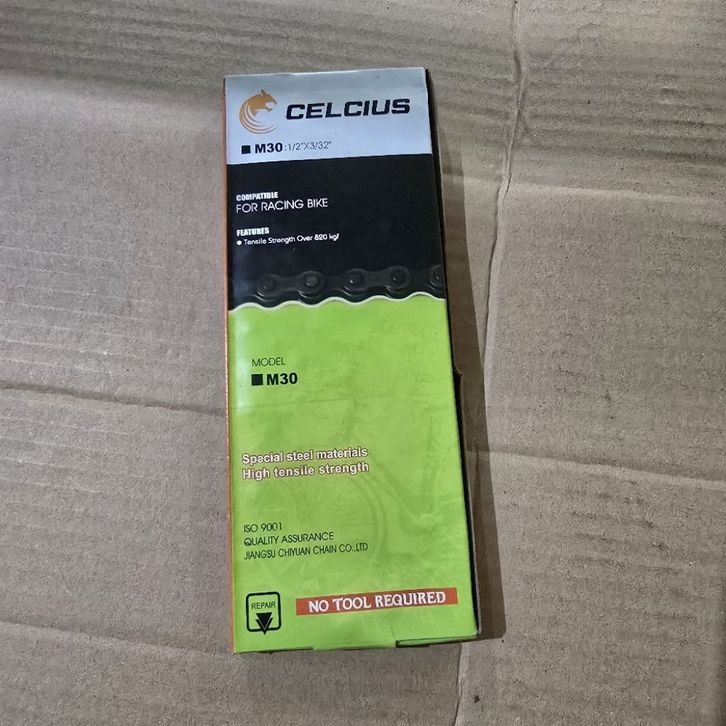 CELCIUS
■ M30:1/2"X3/32"
COMPATIBLE
FOR RACING BIKE
FEATURES
● Tensile Strength Over 820 kgf
MODEL
■ M30
Special steel materials
High tensile strength
ISO 9001
QUALITY ASSURANCE
JIANGSU CHIYUAN CHAIN CO.,LTD
REPAIR
NO TOOL REQUIRED